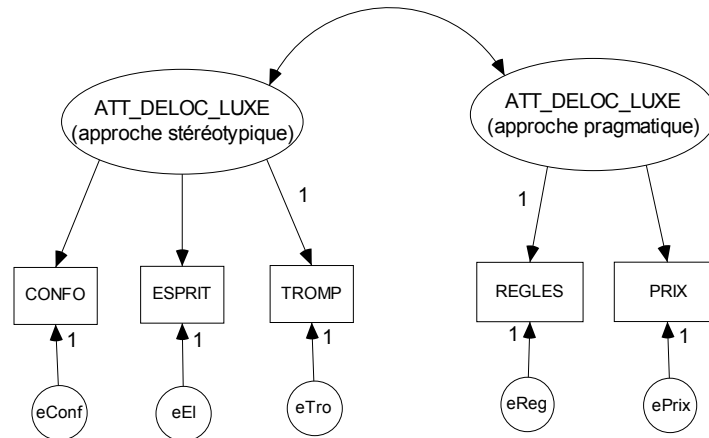 ATT_DELOC_LUXE
(approche stéréotypique)
ATT_DELOC_LUXE
(approche pragmatique)
1
1
CONFO
ESPRIT
TROMP
REGLES
PRIX
1
1
1
1
1
eConf
eEl
eTro
eReg
ePrix